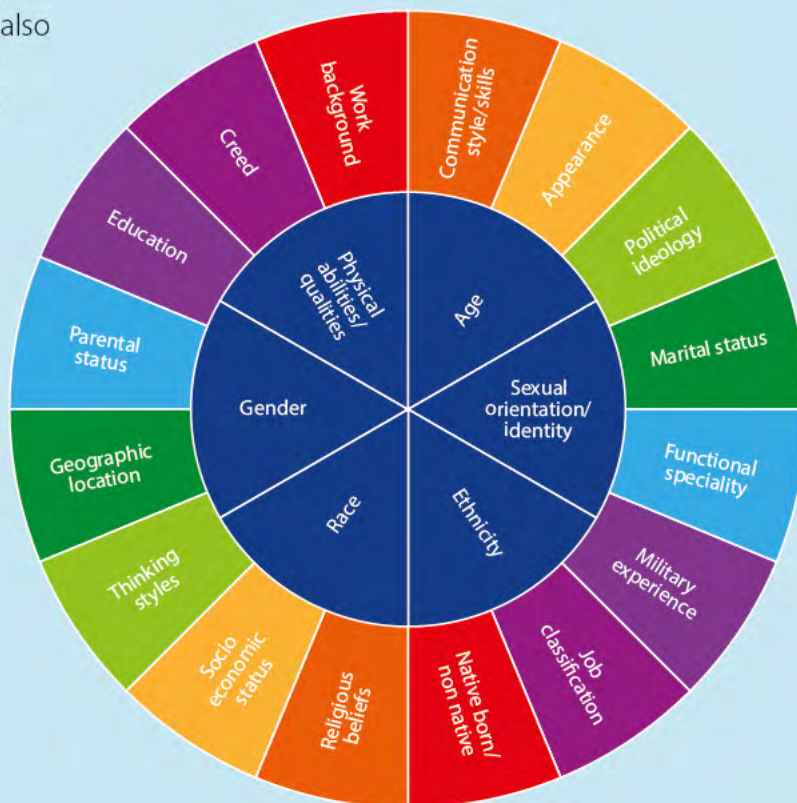 also
Work
background
Communication
style/skills
Appearance
Political
ideology
Marital status
Functional
speciality
Military
experience
Job
classification
Native born/
non native
Religious
beliefs
Socio
economic
status
Thinking
styles
Geographic
location
Parental
status
Education
Creed
Physical
abilities/
qualities
Age
Sexual
orientation/
identity
Ethnicity
Race
Gender